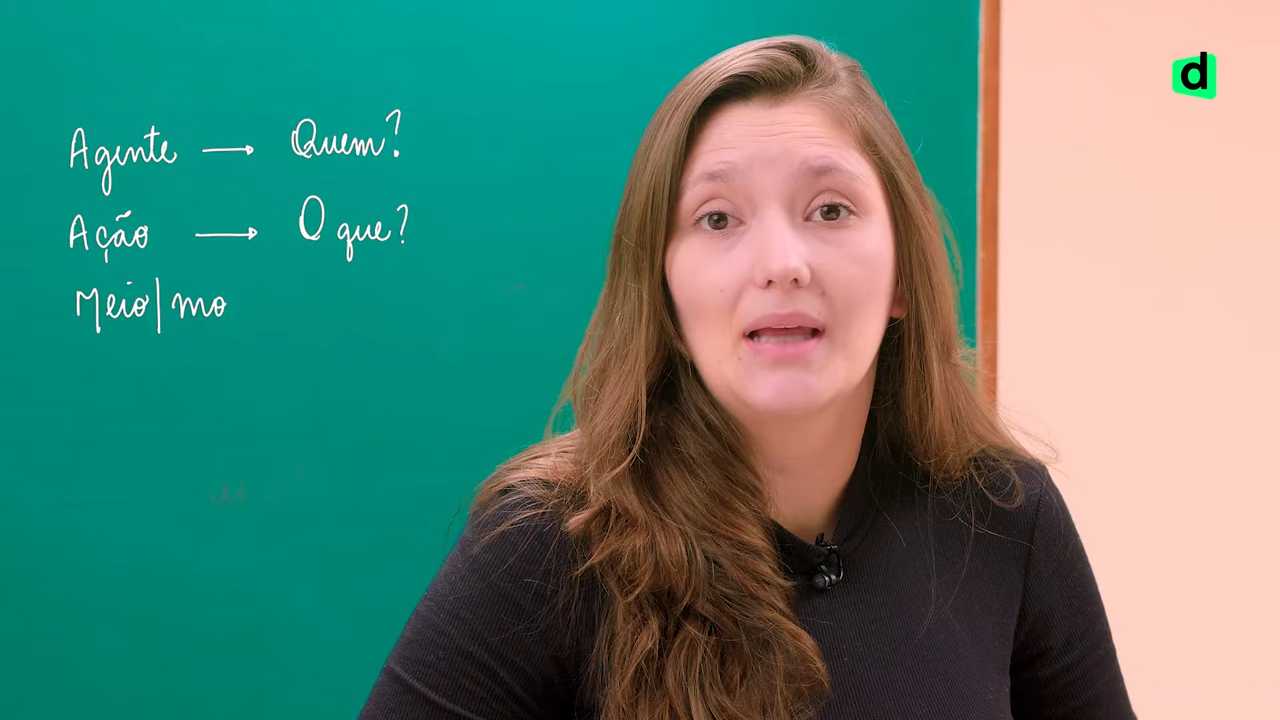 Agente → Quem?
Ação → O que?
Meio/mo
d